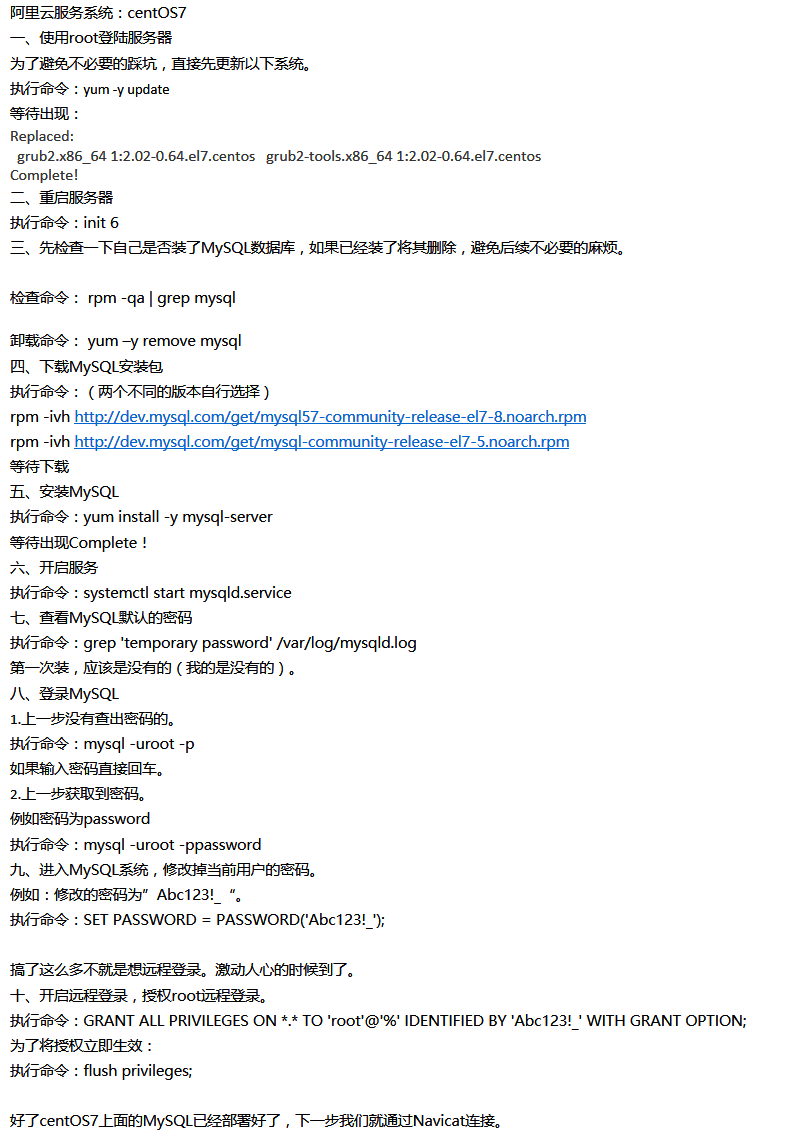 阿里云服务系统：centOS7
一、使用root登陆服务器
为了避免不必要的踩坑，直接先更新以下系统。
执行命令：yum -y update
等待出现：
Replaced:
grub2.x86_64 1:2.02-0.64.el7.centos   grub2-tools.x86_64 1:2.02-0.64.el7.centos
Complete!
二、重启服务器
执行命令：init 6
三、先检查一下自己是否装了MySQL数据库，如果已经装了将其删除，避免后续不必要的麻烦。
检查命令： rpm -qa | grep mysql
卸载命令： yum –y remove mysql
四、下载MySQL安装包
执行命令：（两个不同的版本自行选择）
rpm -ivh http://dev.mysql.com/get/mysql57-community-release-el7-8.noarch.rpm
rpm -ivh http://dev.mysql.com/get/mysql-community-release-el7-5.noarch.rpm
等待下载
五、安装MySQL
执行命令：yum install -y mysql-server
等待出现Complete！
六、开启服务
执行命令：systemctl start mysqld.service
七、查看MySQL默认的密码
执行命令：grep 'temporary password' /var/log/mysqld.log
第一次装，应该是没有的（我的是没有的）。
八、登录MySQL
1.上一步没有查出密码的。
执行命令：mysql -uroot -p
如果输入密码直接回车。
2.上一步获取到密码。
例如密码为password
执行命令：mysql -uroot -ppassword
九、进入MySQL系统，修改掉当前用户的密码。
例如：修改的密码为”Abc123!_“。
执行命令：SET PASSWORD = PASSWORD('Abc123!_');
搞了这么多不就是想远程登录。激动人心的时候到了。
十、开启远程登录，授权root远程登录。
执行命令：GRANT ALL PRIVILEGES ON *.* TO 'root'@'%' IDENTIFIED BY 'Abc123!_' WITH GRANT OPTION;
为了将授权立即生效：
执行命令：flush privileges;
好了centOS7上面的MySQL已经部署好了，下一步我们就通过Navicat连接。